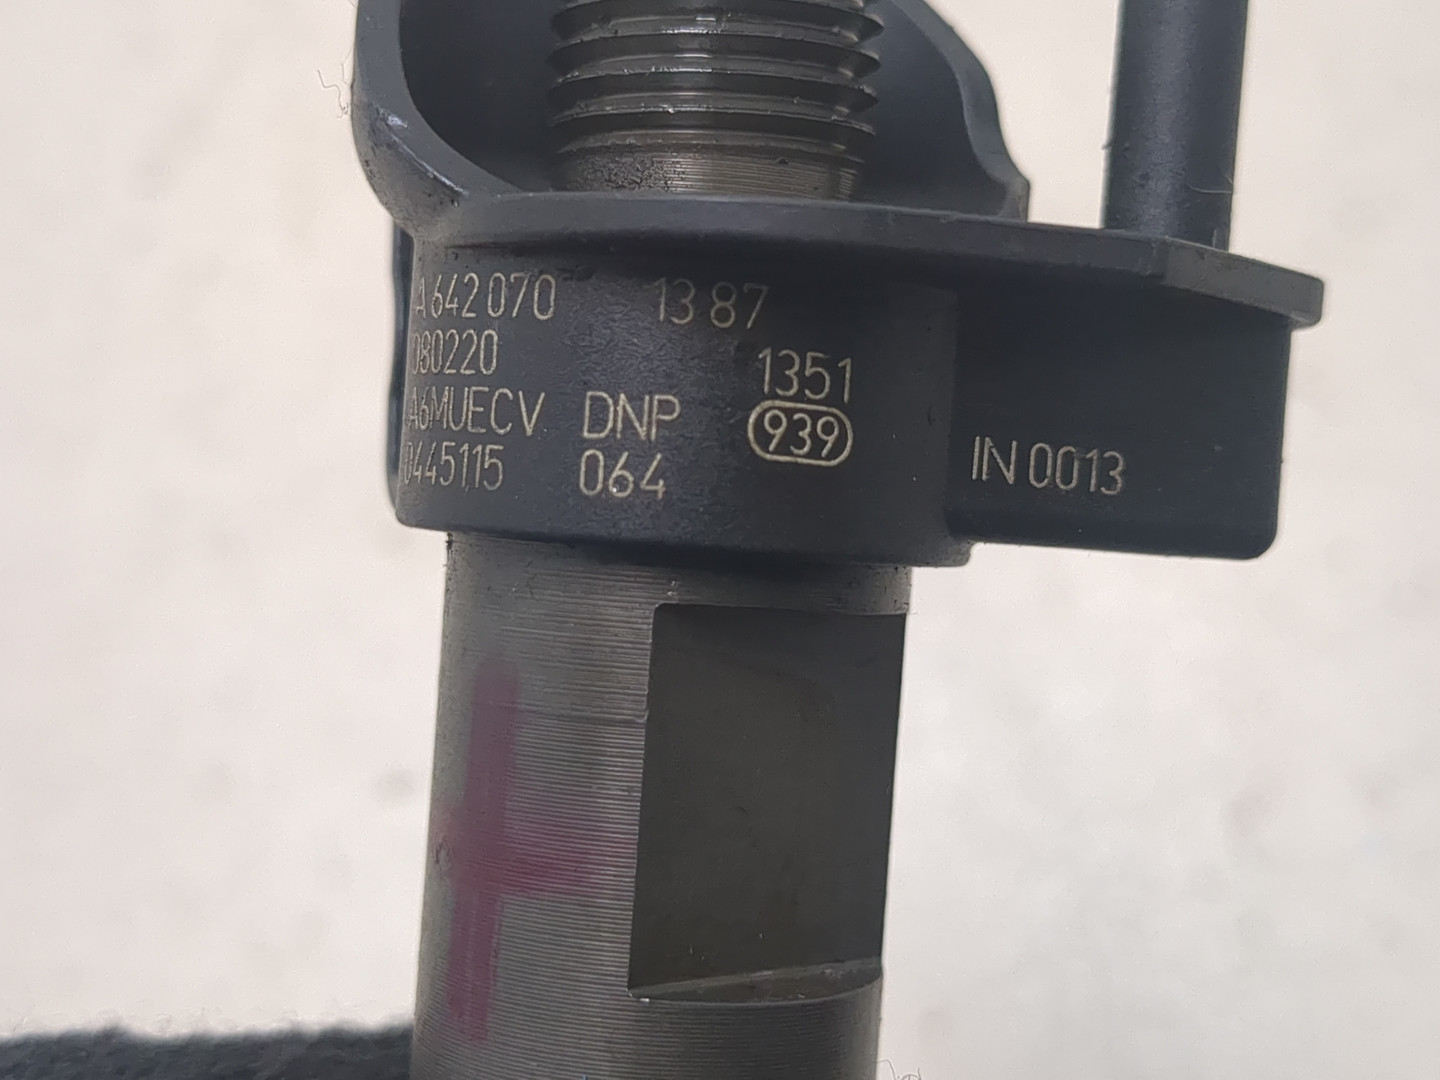 A 642 070 13 87
080220 1351
A6MUECV DNP 939
0445115 064
IN 0013